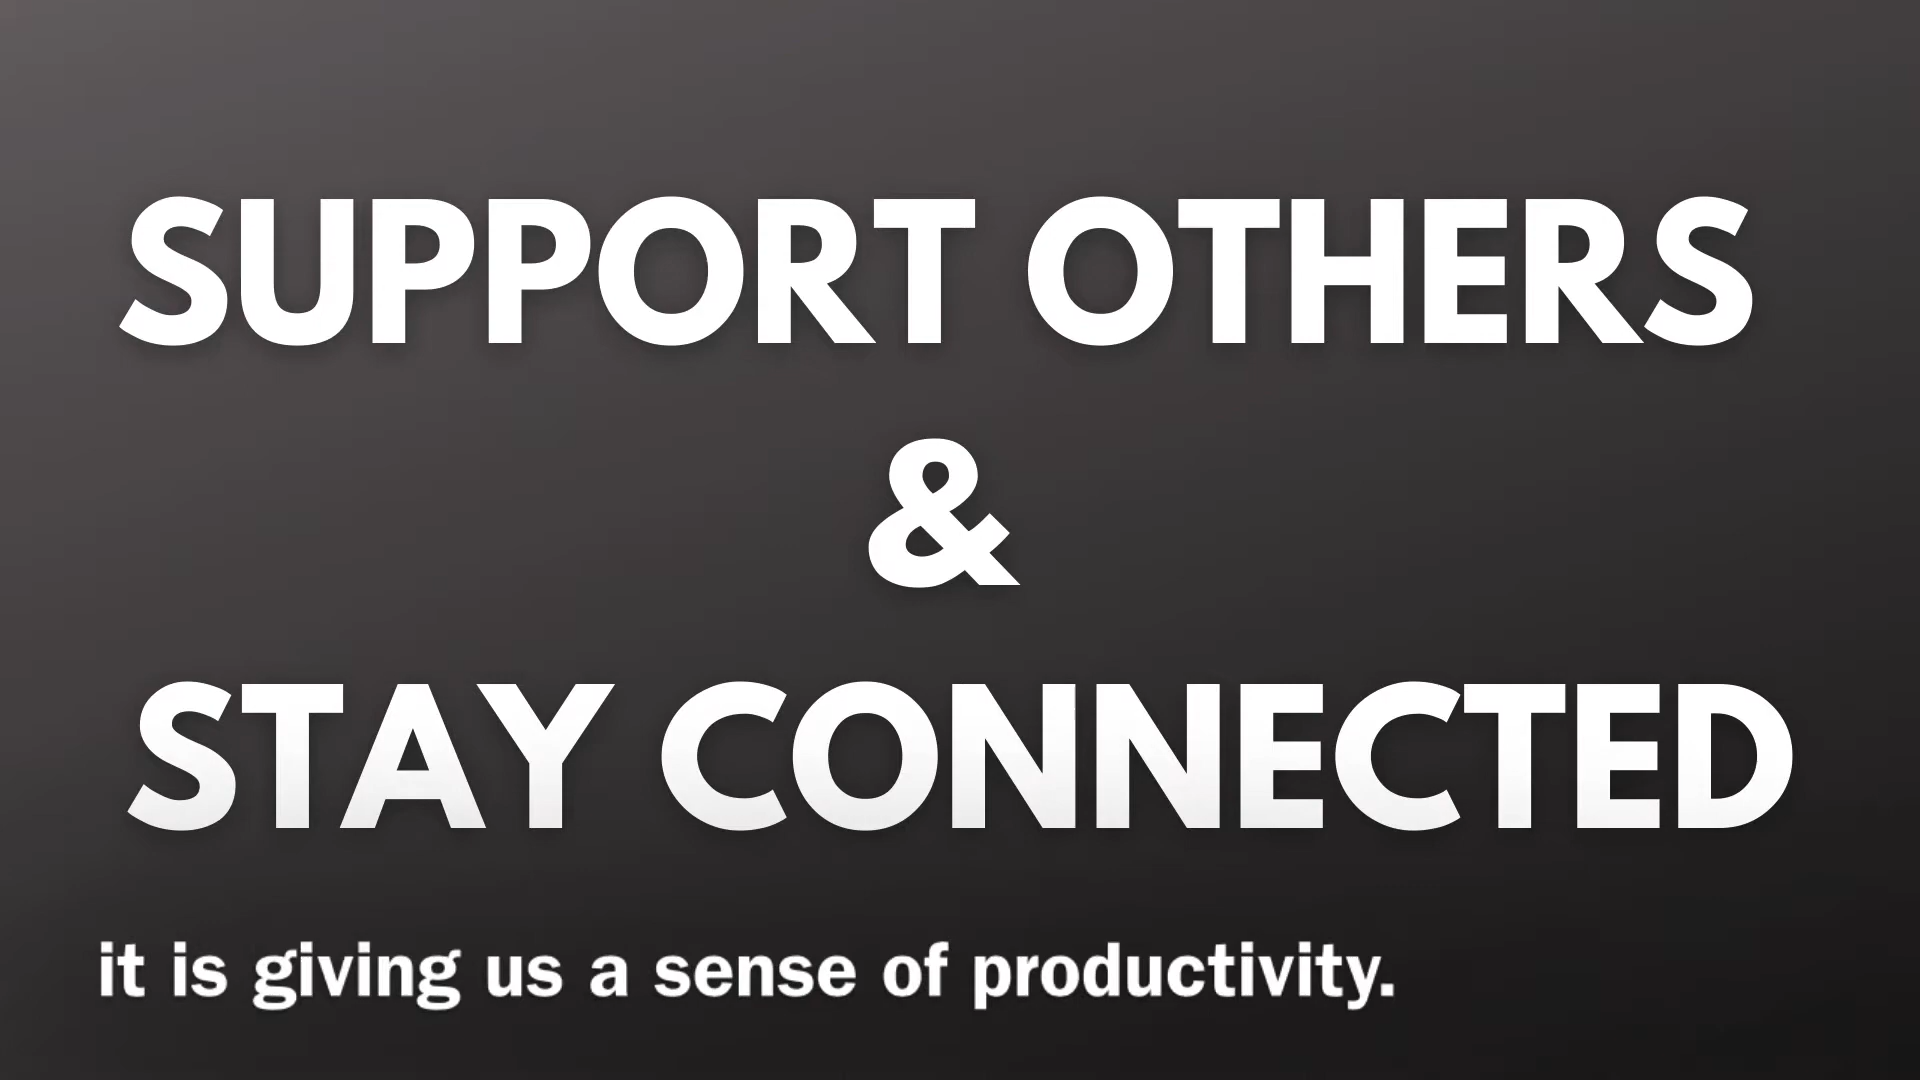 SUPPORT OTHERS
&
STAY CONNECTED
it is giving us a sense of productivity.